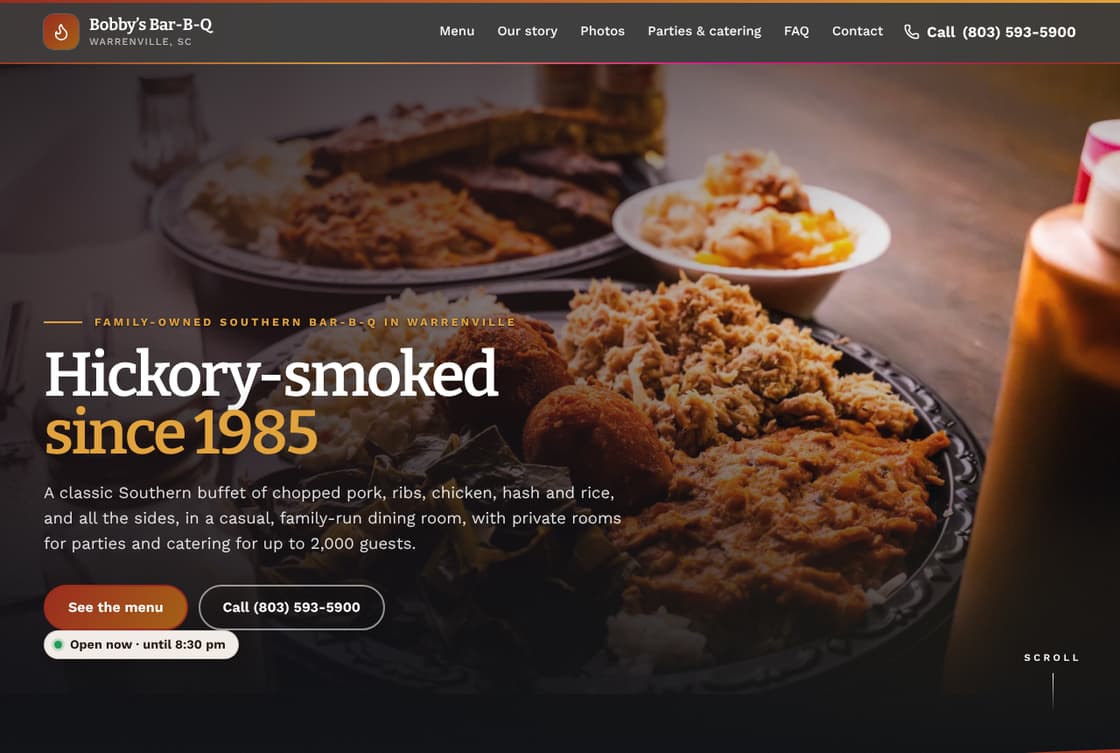 Bobby's Bar-B-Q
WARRENVILLE, SC
Menu
Our story
Photos
Parties & catering
FAQ
Contact
Call (803) 593-5900
FAMILY-OWNED SOUTHERN BAR-B-Q IN WARRENVILLE
Hickory-smoked
since 1985
A classic Southern buffet of chopped pork, ribs, chicken, hash and rice,
and all the sides, in a casual, family-run dining room, with private rooms
for parties and catering for up to 2,000 guests.
See the menu
Call (803) 593-5900
Open now · until 8:30 pm
SCROLL